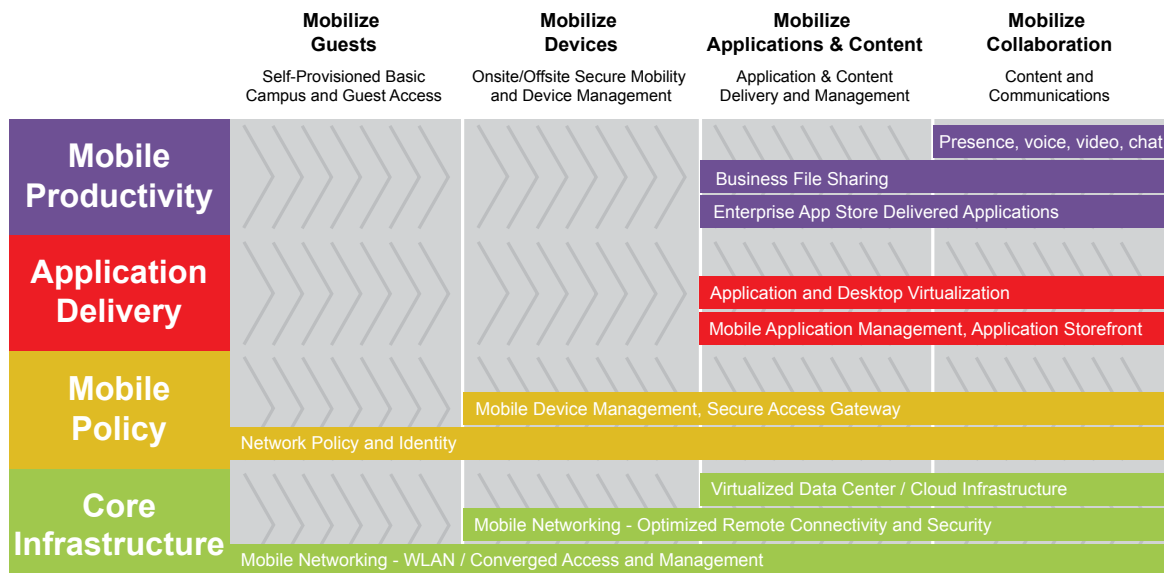 Mobilize
Guests
Mobilize
Devices
Mobilize
Applications & Content
Mobilize
Collaboration
Self-Provisioned Basic
Campus and Guest Access
Onsite/Offsite Secure Mobility
and Device Management
Application & Content
Delivery and Management
Content and
Communications
Mobile
Productivity
Presence, voice, video, chat
Business File Sharing
Enterprise App Store Delivered Applications
Application
Delivery
Application and Desktop Virtualization
Mobile Application Management, Application Storefront
Mobile
Policy
Mobile Device Management, Secure Access Gateway
Network Policy and Identity
Core
Infrastructure
Virtualized Data Center / Cloud Infrastructure
Mobile Networking - Optimized Remote Connectivity and Security
Mobile Networking - WLAN / Converged Access and Management